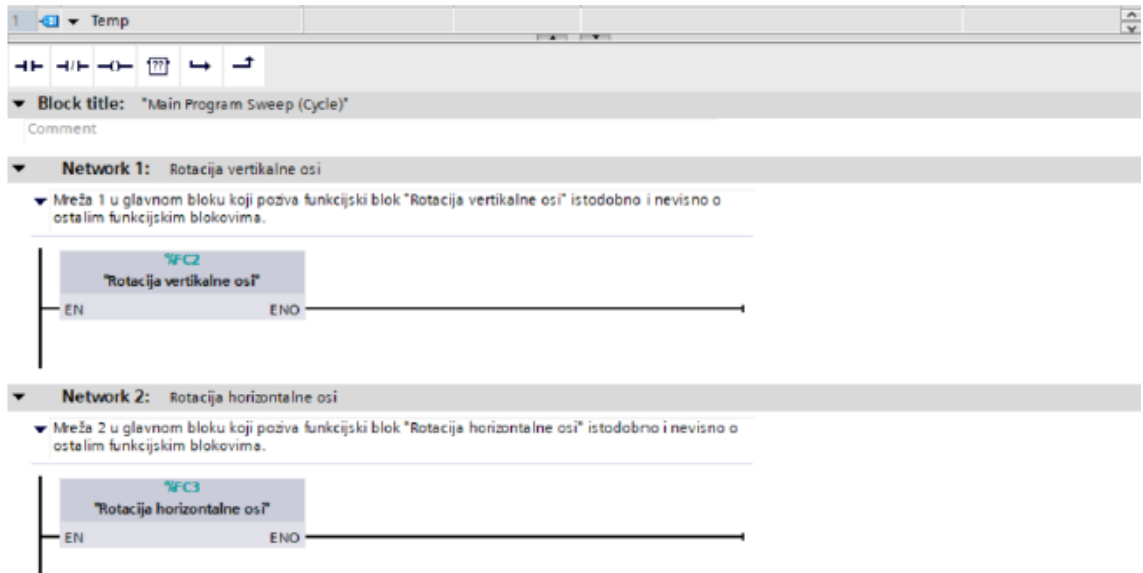 1 Temp
??
Block title: "Main Program Sweep (Cycle)"
Comment
Network 1: Rotacija vertikalne osi
Mreža 1 u glavnom bloku koji poziva funkcijski blok "Rotacija vertikalne osi" istodobno i nevisno o
ostalim funkcijskim blokovima.
%FC2
"Rotacija vertikalne osi"
EN ENO
Network 2: Rotacija horizontalne osi
Mreža 2 u glavnom bloku koji poziva funkcijski blok "Rotacija horizontalne osi" istodobno i nevisno o
ostalim funkcijskim blokovima.
%FC3
"Rotacija horizontalne osi"
EN ENO